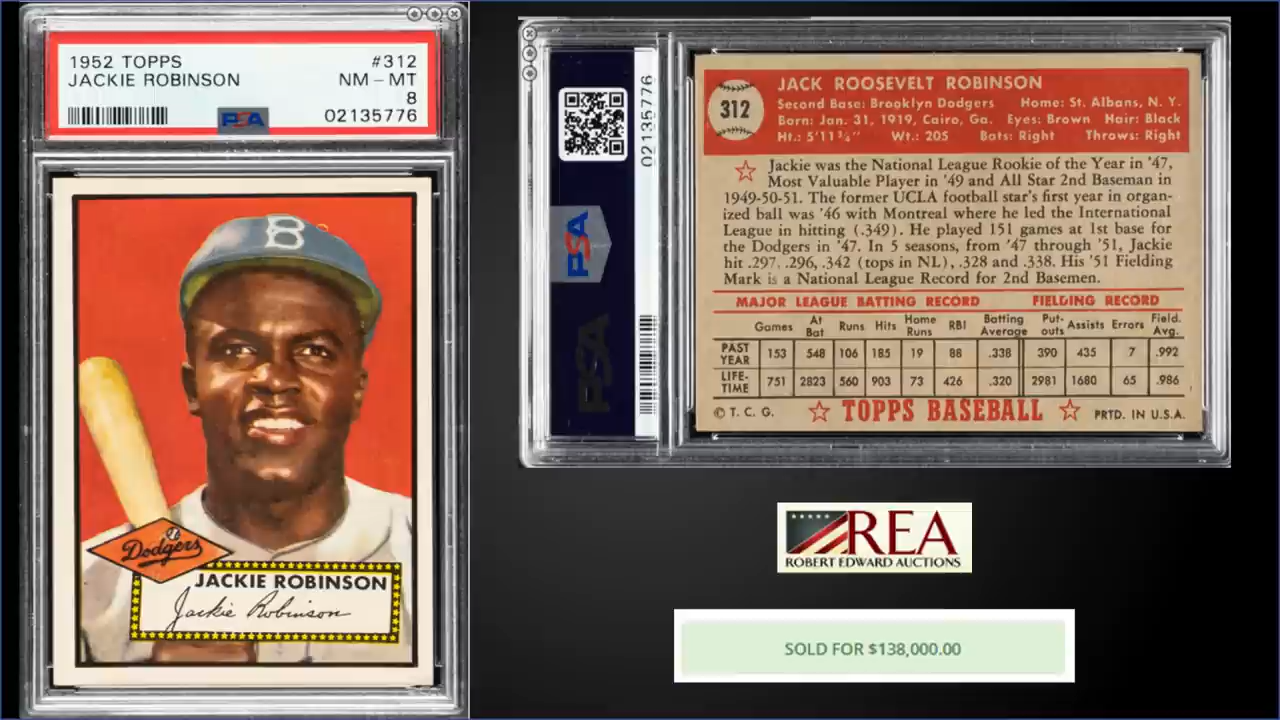 1952 TOPPS #312
JACKIE ROBINSON NM – MT
8
PSA 02135776
B
Dodgers
JACKIE ROBINSON
Jackie Robinson
02135776
PSA
PSA
312
JACK ROOSEVELT ROBINSON
Second Base: Brooklyn Dodgers Home: St. Albans, N. Y.
Born: Jan. 31, 1919, Cairo, Ga. Eyes: Brown Hair: Black
Ht.: 5'11¾" Wt.: 205 Bats: Right Throws: Right
Jackie was the National League Rookie of the Year in '47,
Most Valuable Player in '49 and All Star 2nd Baseman in
1949-50-51. The former UCLA football star's first year in organ-
ized ball was '46 with Montreal where he led the International
League in hitting (.349). He played 151 games at 1st base for
the Dodgers in '47. In 5 seasons, from '47 through '51, Jackie
hit .297, .296, .342 (tops in NL), .328 and .338. His '51 Fielding
Mark is a National League Record for 2nd Basemen.
MAJOR LEAGUE BATTING RECORD FIELDING RECORD
Games At Bat Runs Hits Home Runs RBI Batting Average Put-outs Assists Errors Field. Avg.
PAST YEAR 153 548 106 185 19 88 .338 390 435 7 .992
LIFE-TIME 751 2823 560 903 73 426 .320 2981 1680 65 .986
© T. C. G. TOPPS BASEBALL PRTD. IN U.S.A.
REA
ROBERT EDWARD AUCTIONS
SOLD FOR $138,000.00